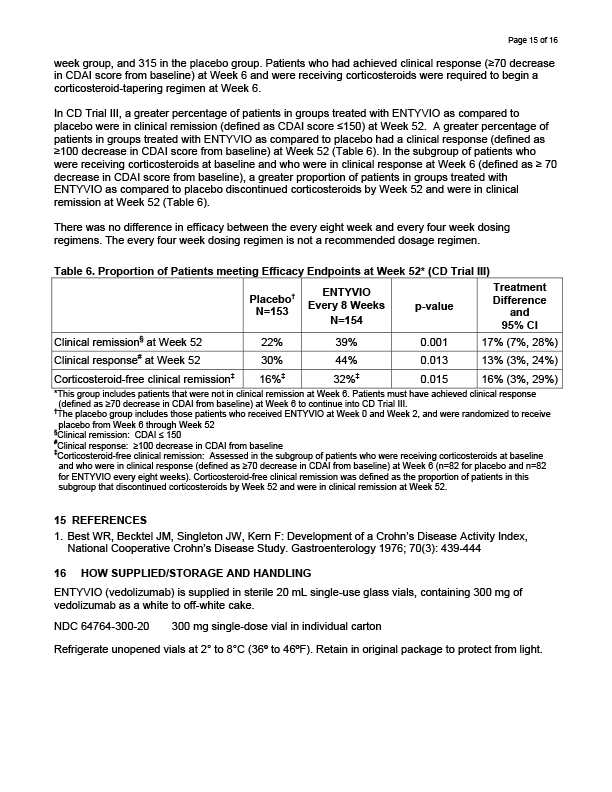 Page 15 of 16
week group, and 315 in the placebo group. Patients who had achieved clinical response (≥70 decrease
in CDAI score from baseline) at Week 6 and were receiving corticosteroids were required to begin a
corticosteroid-tapering regimen at Week 6.
In CD Trial III, a greater percentage of patients in groups treated with ENTYVIO as compared to
placebo were in clinical remission (defined as CDAI score ≤150) at Week 52.  A greater percentage of
patients in groups treated with ENTYVIO as compared to placebo had a clinical response (defined as
≥100 decrease in CDAI score from baseline) at Week 52 (Table 6). In the subgroup of patients who
were receiving corticosteroids at baseline and who were in clinical response at Week 6 (defined as ≥ 70
decrease in CDAI score from baseline), a greater proportion of patients in groups treated with
ENTYVIO as compared to placebo discontinued corticosteroids by Week 52 and were in clinical
remission at Week 52 (Table 6).
There was no difference in efficacy between the every eight week and every four week dosing
regimens. The every four week dosing regimen is not a recommended dosage regimen.
Table 6. Proportion of Patients meeting Efficacy Endpoints at Week 52* (CD Trial III)
Placebo† N=153 | ENTYVIO Every 8 Weeks N=154 | p-value | Treatment Difference and 95% CI
Clinical remission§ at Week 52 | 22% | 39% | 0.001 | 17% (7%, 28%)
Clinical response# at Week 52 | 30% | 44% | 0.013 | 13% (3%, 24%)
Corticosteroid-free clinical remission‡ | 16%‡ | 32%‡ | 0.015 | 16% (3%, 29%)
*This group includes patients that were not in clinical remission at Week 6. Patients must have achieved clinical response
(defined as ≥70 decrease in CDAI from baseline) at Week 6 to continue into CD Trial III.
†The placebo group includes those patients who received ENTYVIO at Week 0 and Week 2, and were randomized to receive
placebo from Week 6 through Week 52
§Clinical remission:  CDAI ≤ 150
#Clinical response:  ≥100 decrease in CDAI from baseline
‡Corticosteroid-free clinical remission:  Assessed in the subgroup of patients who were receiving corticosteroids at baseline
and who were in clinical response (defined as ≥70 decrease in CDAI from baseline) at Week 6 (n=82 for placebo and n=82
for ENTYVIO every eight weeks). Corticosteroid-free clinical remission was defined as the proportion of patients in this
subgroup that discontinued corticosteroids by Week 52 and were in clinical remission at Week 52.
15 REFERENCES
1. Best WR, Becktel JM, Singleton JW, Kern F: Development of a Crohn's Disease Activity Index,
National Cooperative Crohn's Disease Study. Gastroenterology 1976; 70(3): 439-444
16 HOW SUPPLIED/STORAGE AND HANDLING
ENTYVIO (vedolizumab) is supplied in sterile 20 mL single-use glass vials, containing 300 mg of
vedolizumab as a white to off-white cake.
NDC 64764-300-20 300 mg single-dose vial in individual carton
Refrigerate unopened vials at 2° to 8°C (36º to 46ºF). Retain in original package to protect from light.